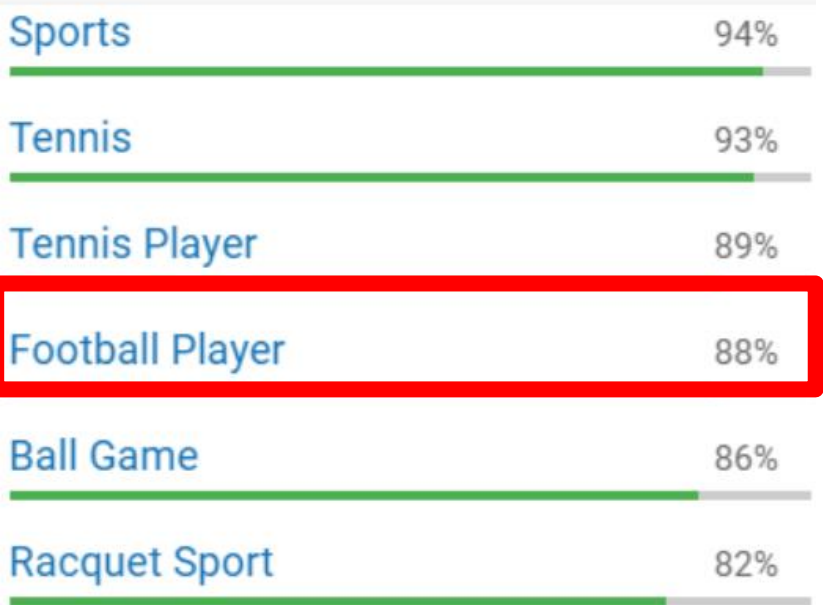 Sports 94%
Tennis 93%
Tennis Player 89%
Football Player 88%
Ball Game 86%
Racquet Sport 82%